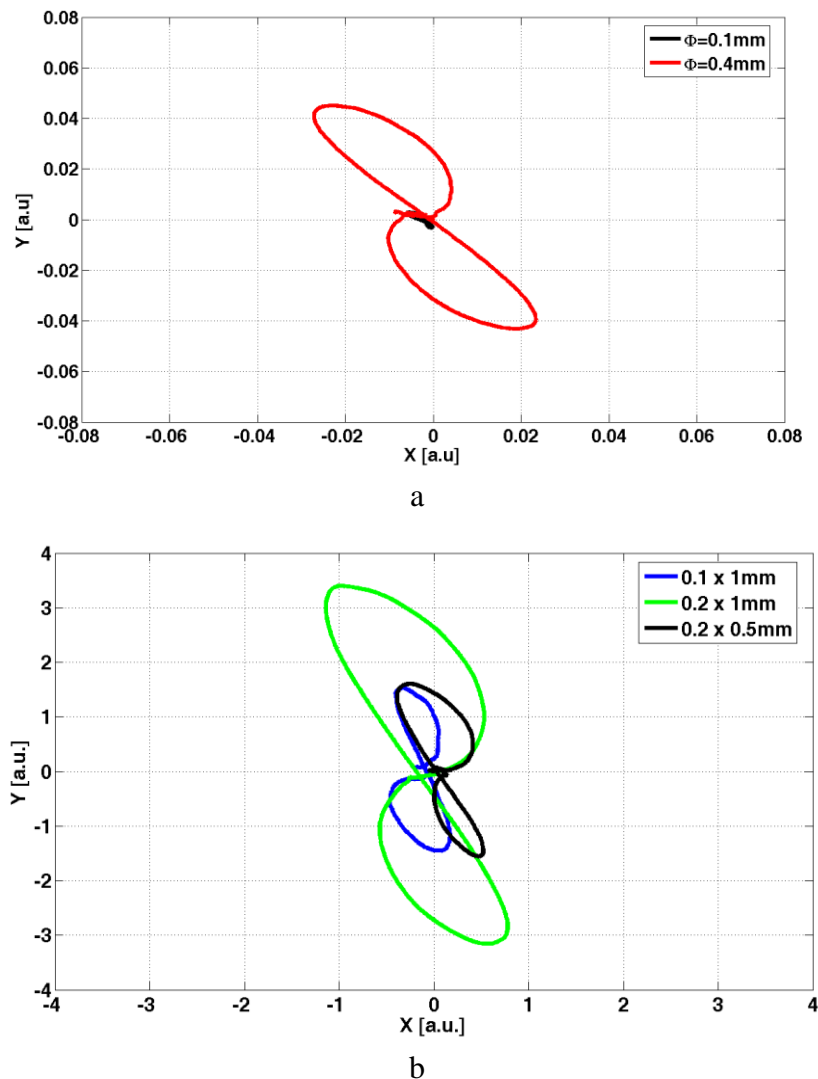 0.08
0.06
0.04
0.02
0
-0.02
-0.04
-0.06
-0.08
Y [a.u]
-0.08 -0.06 -0.04 -0.02 0 0.02 0.04 0.06 0.08
X [a.u]
Φ=0.1mm
Φ=0.4mm
a
4
3
2
1
0
-1
-2
-3
-4
Y [a.u.]
-4 -3 -2 -1 0 1 2 3 4
X [a.u.]
0.1 x 1mm
0.2 x 1mm
0.2 x 0.5mm
b